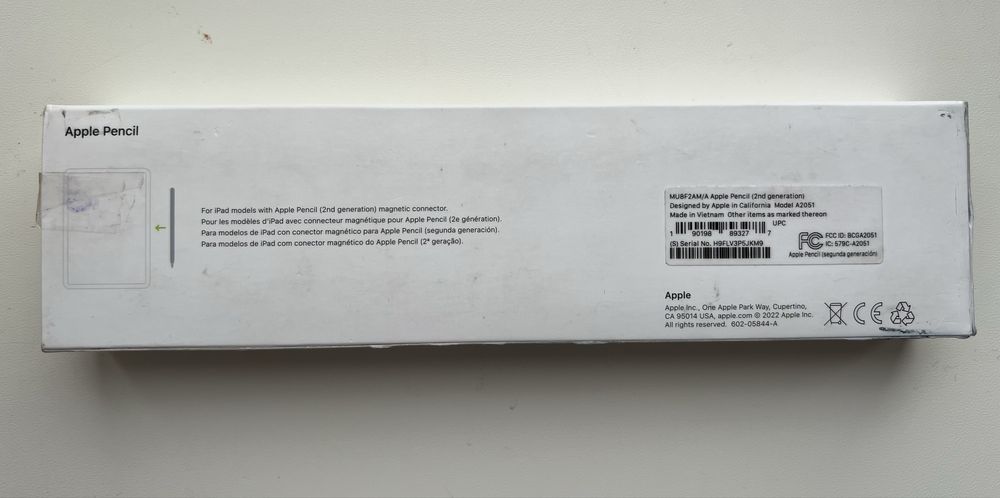 Apple Pencil
For iPad models with Apple Pencil (2nd generation) magnetic connector.
Pour les modèles d'iPad avec connecteur magnétique pour Apple Pencil (2e génération).
Para modelos de iPad con conector magnético para Apple Pencil (segunda generación).
Para modelos de iPad com conector magnético do Apple Pencil (2ª geração).
MU8F2AM/A Apple Pencil (2nd generation)
Designed by Apple in California Model A2051
Made in Vietnam Other items as marked thereon
UPC
1 90198 89327 7
(S) Serial No. H9FLV3P5JKM9
FCC ID: BCGA2051
IC: 579C-A2051
Apple Pencil (segunda generación)
Apple
Apple Inc., One Apple Park Way, Cupertino,
CA 95014 USA, apple.com © 2022 Apple Inc.
All rights reserved. 602-05844-A